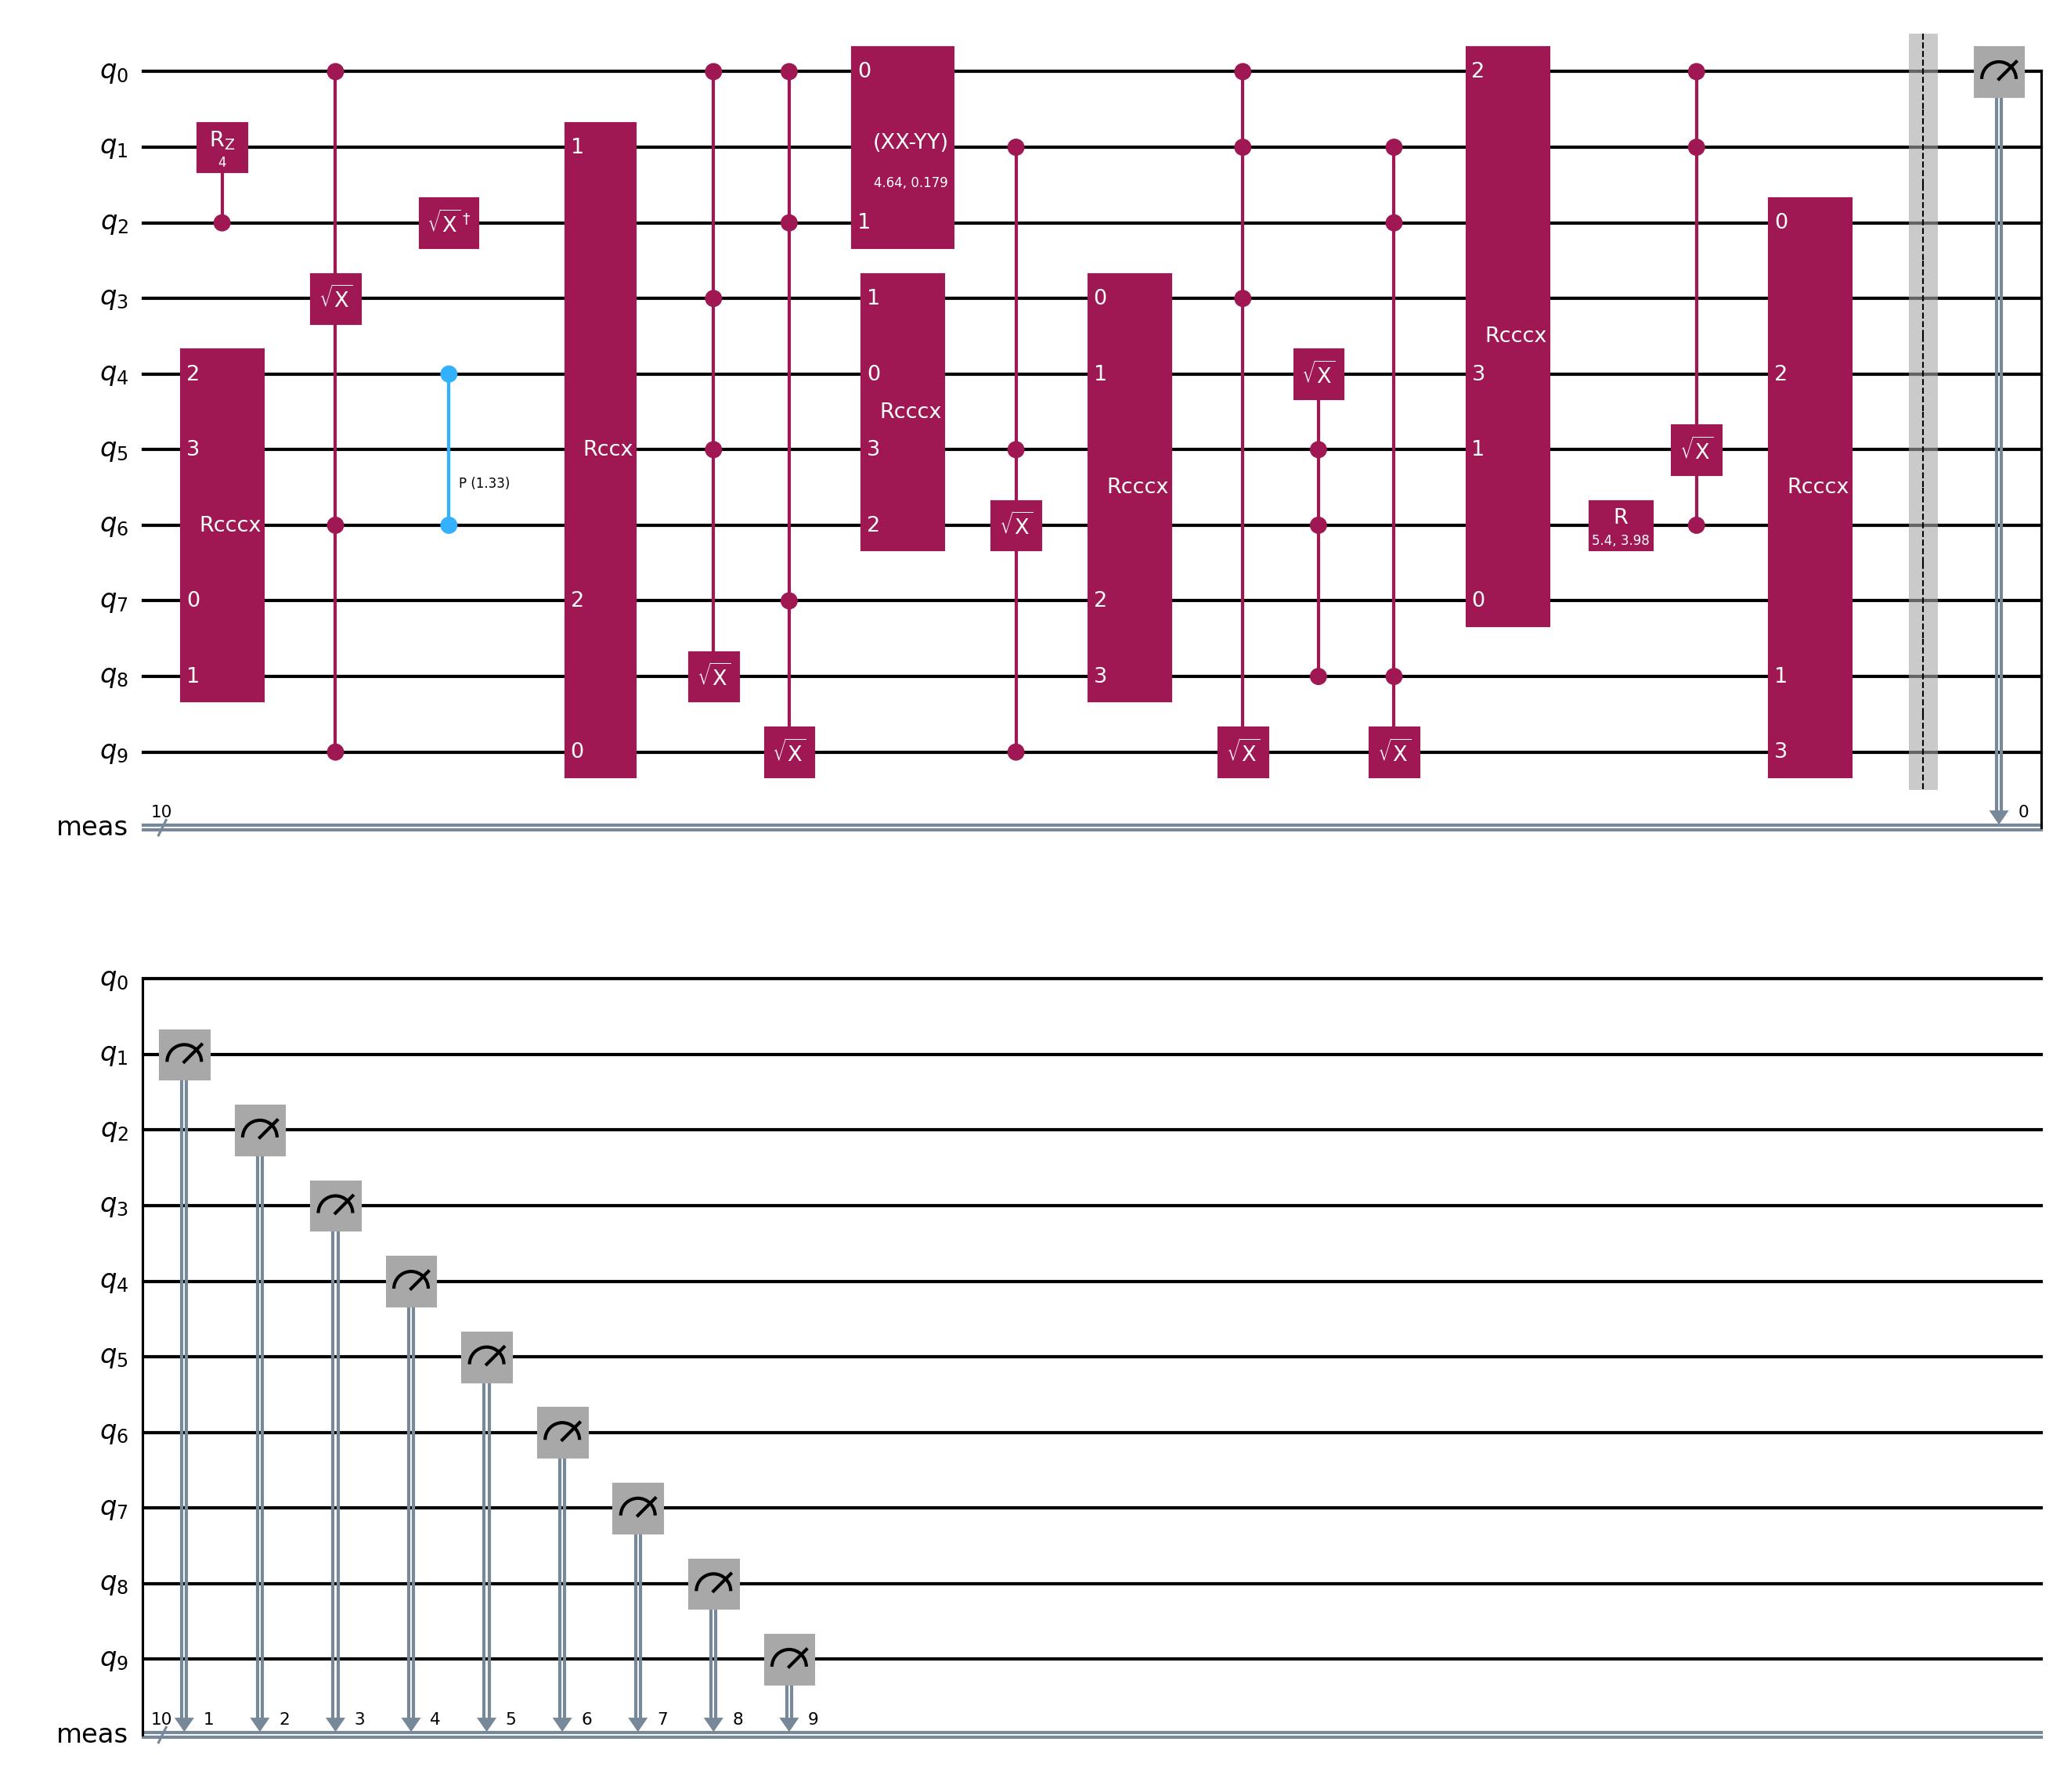 q0 0 (XX-YY) 4.64, 0.179 2
q1 RZ 4 1
q2 √X† 1 0
q3 √X 1 0 Rcccx
q4 2 0 1 √X 3 2
Rcccx
q5 3 Rccx 3 1 √X
P (1.33) Rcccx Rcccx
q6 Rcccx 2 √X R 5.4, 3.98
q7 0 2 2 0
q8 1 √X 3 1
q9 0 √X √X √X 3
meas 10 0
q0
q1
q2
q3
q4
q5
q6
q7
q8
q9
meas 10 1 2 3 4 5 6 7 8 9